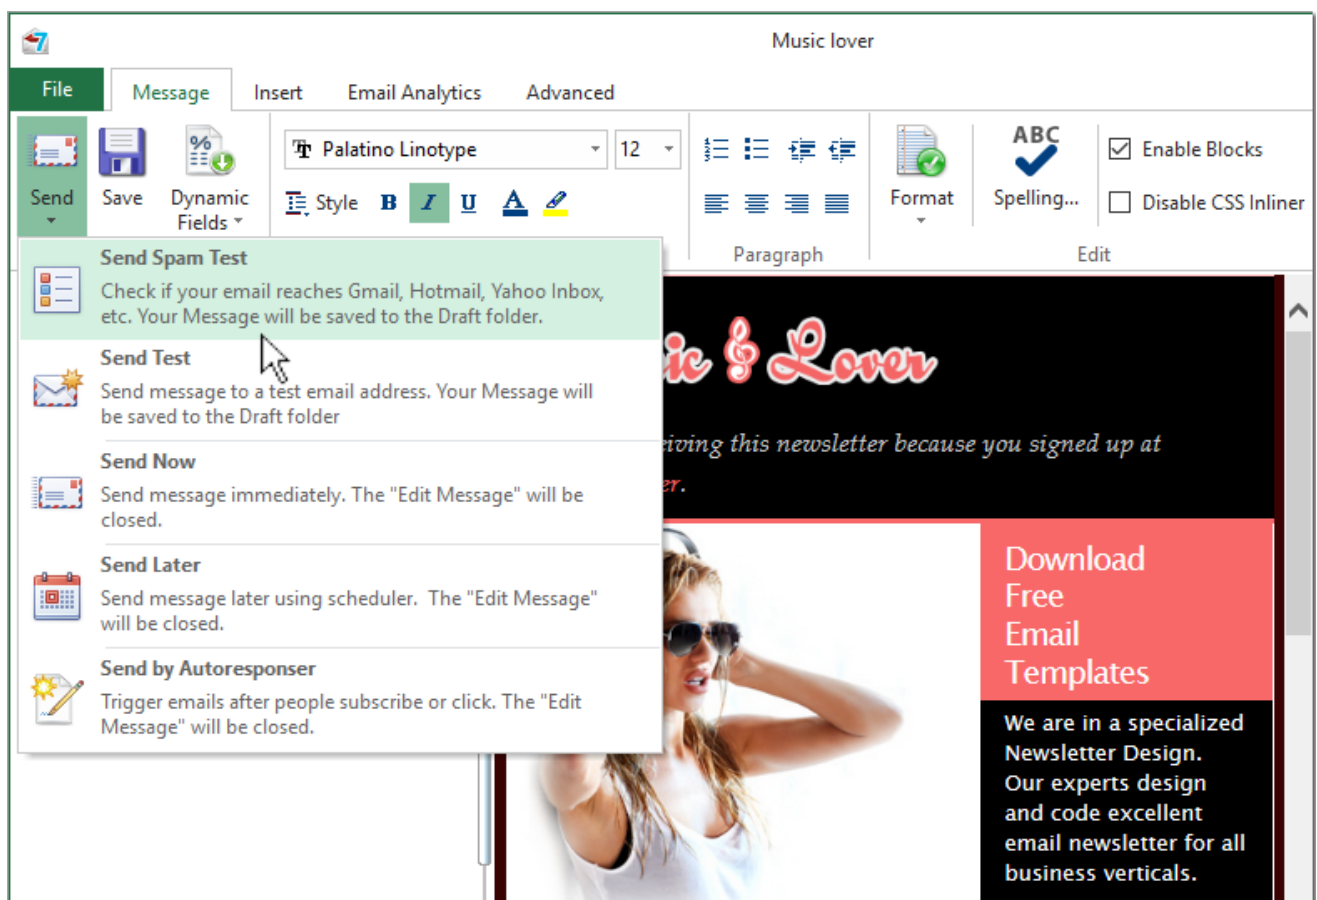 Music lover
File Message Insert Email Analytics Advanced
Palatino Linotype 12
ABC
Enable Blocks
Send Save Dynamic Fields
Style B I U A
Format Spelling...
Disable CSS Inliner
Paragraph Edit
Send Spam Test
Check if your email reaches Gmail, Hotmail, Yahoo Inbox,
etc. Your Message will be saved to the Draft folder.
Send Test
Send message to a test email address. Your Message will
be saved to the Draft folder
Send Now
Send message immediately. The "Edit Message" will be
closed.
Send Later
Send message later using scheduler. The "Edit Message"
will be closed.
Send by Autoresponser
Trigger emails after people subscribe or click. The "Edit
Message" will be closed.
Lover
this newsletter because you signed up at
Download
Free
Email
Templates
We are in a specialized
Newsletter Design.
Our experts design
and code excellent
email newsletter for all
business verticals.